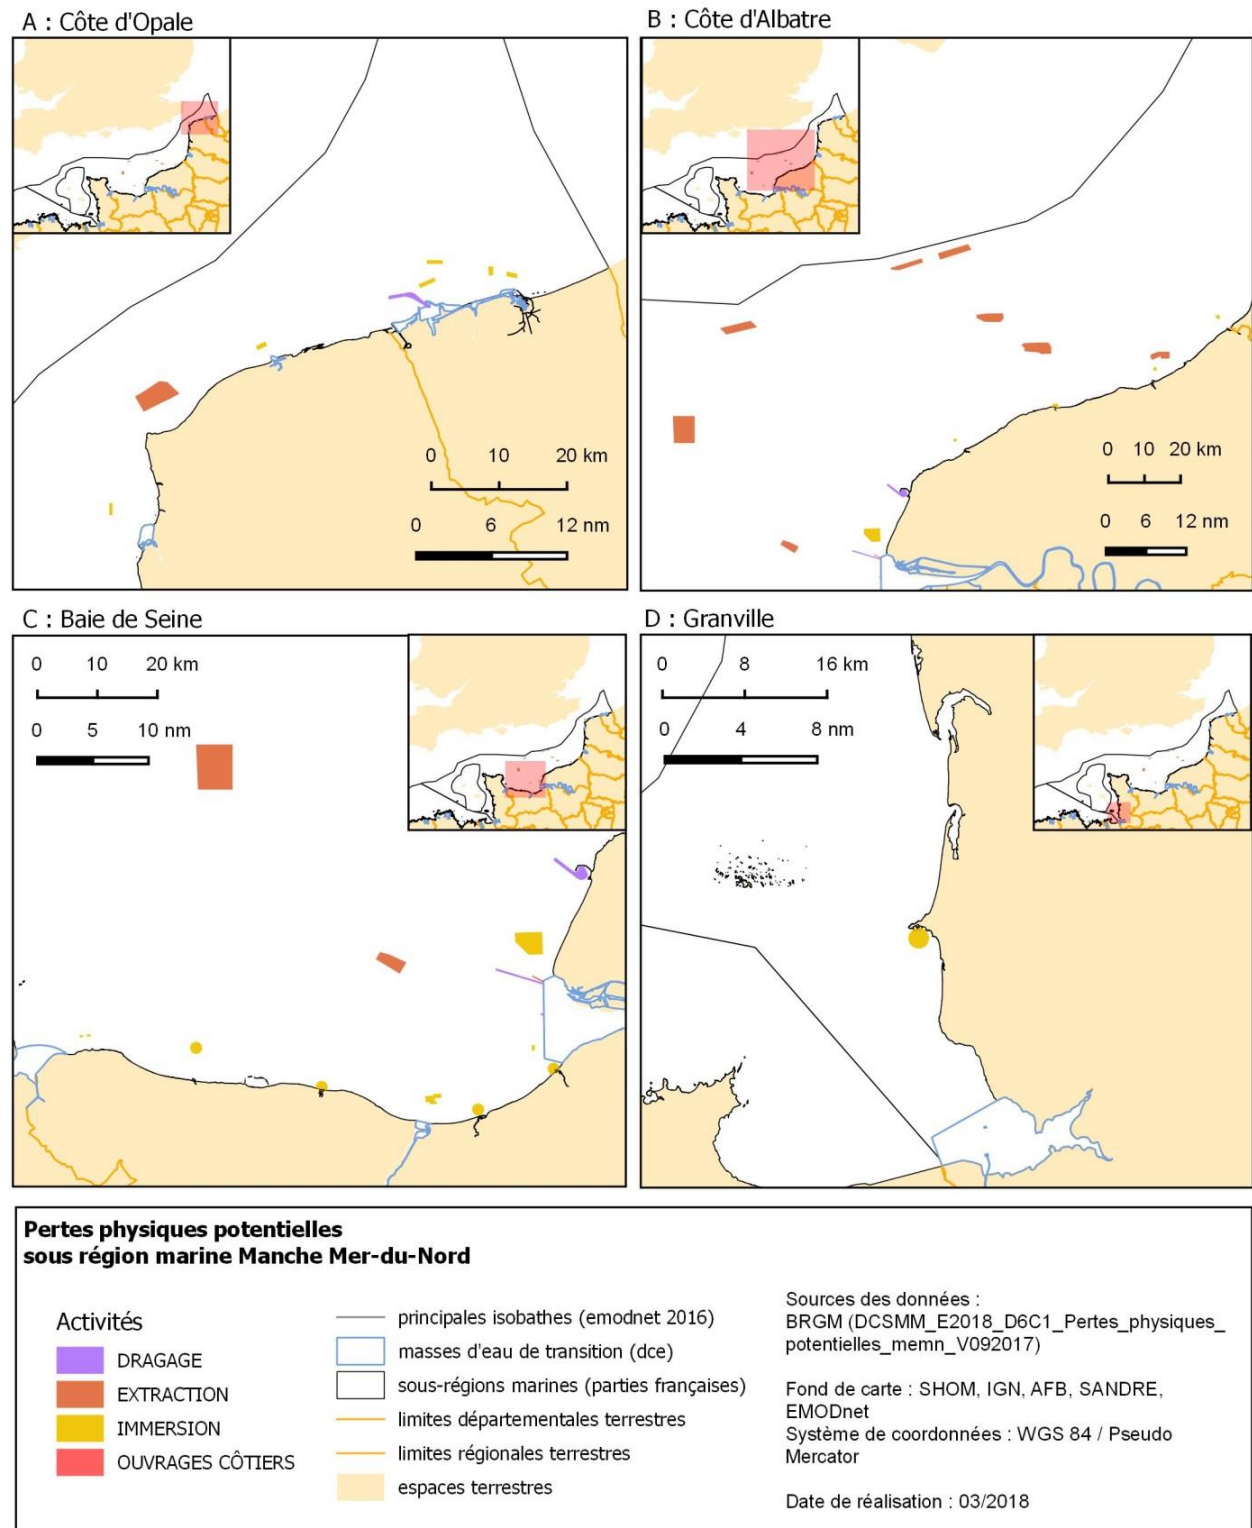 A : Côte d'Opale
0 10 20 km
0 6 12 nm
B : Côte d'Albatre
0 10 20 km
0 6 12 nm
C : Baie de Seine
0 10 20 km
0 5 10 nm
D : Granville
0 8 16 km
0 4 8 nm
Pertes physiques potentielles
sous région marine Manche Mer-du-Nord
Activités
DRAGAGE
EXTRACTION
IMMERSION
OUVRAGES CÔTIERS
principales isobathes (emodnet 2016)
masses d'eau de transition (dce)
sous-régions marines (parties françaises)
limites départementales terrestres
limites régionales terrestres
espaces terrestres
Sources des données :
BRGM (DCSMM_E2018_D6C1_Pertes_physiques_
potentielles_memn_V092017)
Fond de carte : SHOM, IGN, AFB, SANDRE,
EMODnet
Système de coordonnées : WGS 84 / Pseudo
Mercator
Date de réalisation : 03/2018